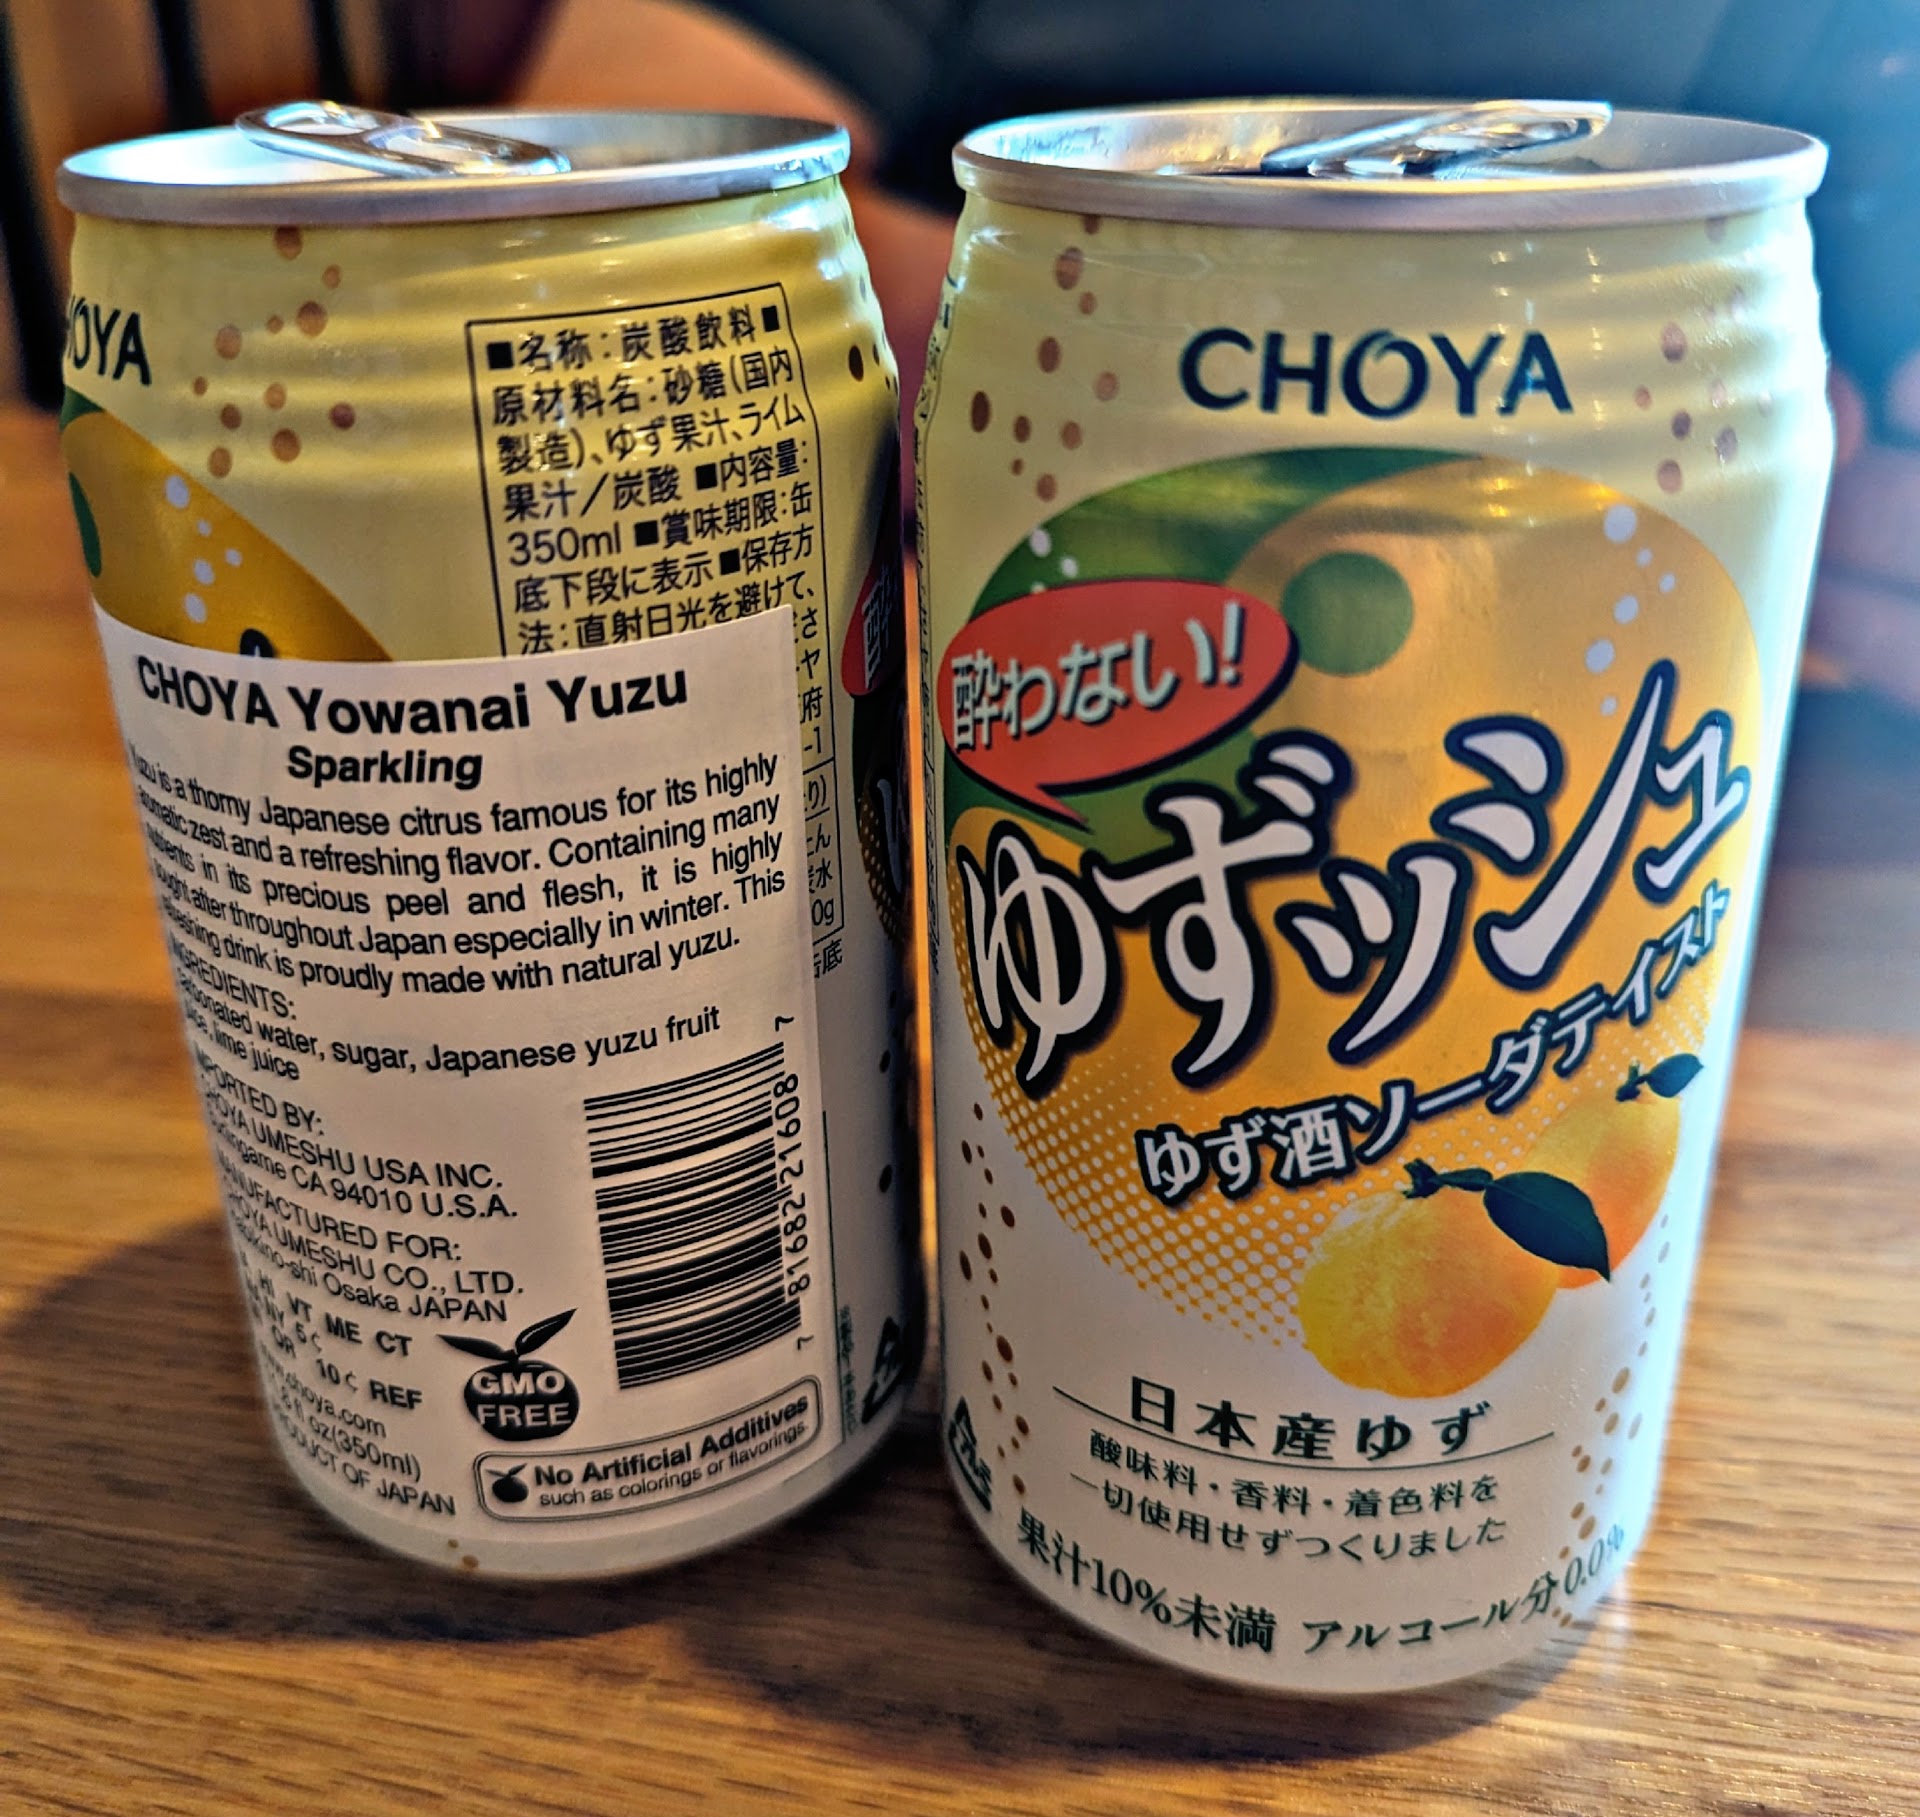 CHOYA
■名称:炭酸飲料■
原材料名:砂糖(国内
製造)、ゆず果汁、ライム
果汁/炭酸 ■内容量:
350ml ■賞味期限:缶
底下段に表示 ■保存方
法:直射日光を避けて、
CHOYA Yowanai Yuzu
Sparkling
Yuzu is a thorny Japanese citrus famous for its highly
aromatic zest and a refreshing flavor. Containing many
nutrients in its precious peel and flesh, it is highly
sought after throughout Japan especially in winter. This
refreshing drink is proudly made with natural yuzu.
INGREDIENTS:
Carbonated water, sugar, Japanese yuzu fruit
juice, lime juice
IMPORTED BY:
CHOYA UMESHU USA INC.
Burlingame CA 94010 U.S.A.
MANUFACTURED FOR:
CHOYA UMESHU CO., LTD.
Habikino-shi Osaka JAPAN
HI VT ME CT
NY 5¢
OR 10¢ REF
www.choya.com
fl oz(350ml)
PRODUCT OF JAPAN
GMO
FREE
No Artificial Additives
such as colorings or flavorings.
7 81682 21608 7
CHOYA
酔わない!
ゆずッシュ
ゆず酒ソーダテイスト
日本産ゆず
酸味料・香料・着色料を
一切使用せずつくりました
果汁10%未満 アルコール分0.0%